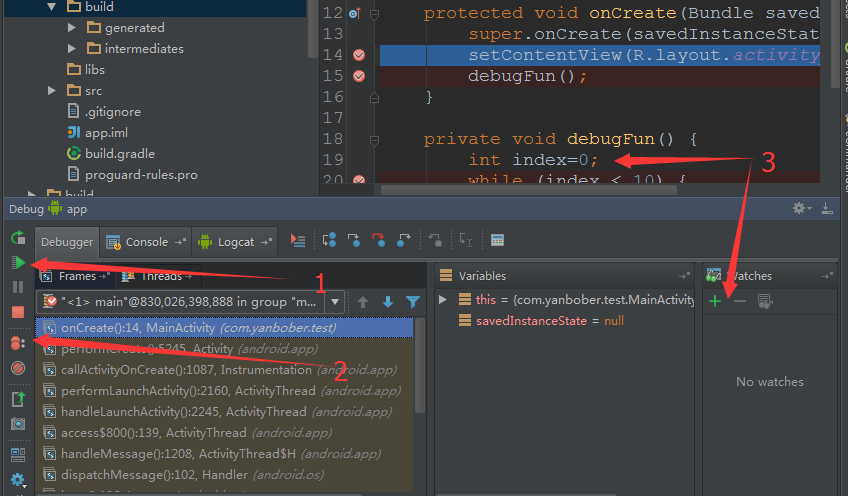 build
generated
intermediates
libs
src
.gitignore
app.iml
build.gradle
proguard-rules.pro
build
12 protected void onCreate(Bundle saved
13 super.onCreate(savedInstanceStat
14 setContentView(R.layout.activity
15 debugFun();
16 }
17
18 private void debugFun() {
19 int index=0;
20 while (index < 10) {
3
Debug app
Debugger
Console
Logcat
1
Frames
Threads
"<1> main"@830,026,398,888 in group "m...
onCreate():14, MainActivity (com.yanbober.test)
performCreate():5245, Activity (android.app)
2
callActivityOnCreate():1087, Instrumentation (android.app)
performLaunchActivity():2160, ActivityThread (android.app)
handleLaunchActivity():2245, ActivityThread (android.app)
access$800():139, ActivityThread (android.app)
handleMessage():1208, ActivityThread$H (android.app)
dispatchMessage():102, Handler (android.os)
Variables
this = {com.yanbober.test.MainActivity
savedInstanceState = null
Watches
No watches